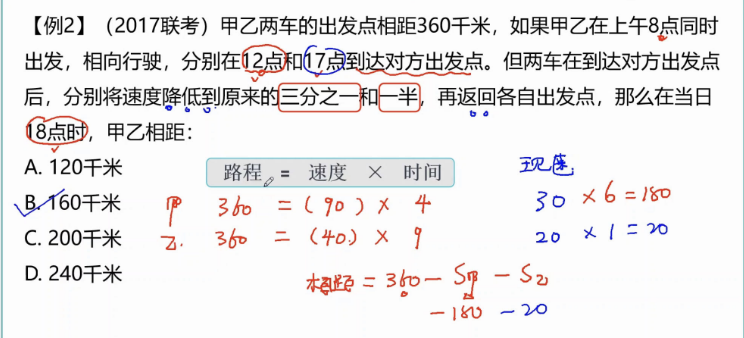 【例2】（2017联考）甲乙两车的出发点相距360千米，如果甲乙在上午8点同时
出发，相向行驶，分别在12点和17点到达对方出发点。但两车在到达对方出发点
后，分别将速度降低到原来的三分之一和一半，再返回各自出发点，那么在当日
18点时，甲乙相距：
A. 120千米
路程 = 速度 × 时间
现速
B. 160千米
甲 360 = (90) × 4
30 × 6 = 180
C. 200千米
乙. 360 = (40) × 9
20 × 1 = 20
D. 240千米
相距 = 360 - S甲 - S乙
- 180 - 20